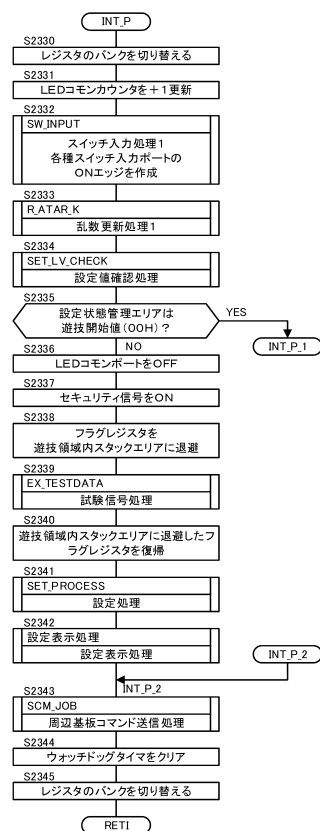 INT_P
S2330
レジスタのバンクを切り替える
S2331
LEDコモンカウンタを＋1更新
S2332
SW_INPUT
スイッチ入力処理1
各種スイッチ入力ポートの
ONエッジを作成
S2333
R_ATAR_K
乱数更新処理1
S2334
SET_LV_CHECK
設定値確認処理
S2335
設定状態管理エリアは
遊技開始値(00H)？
YES
INT_P_1
NO
S2336
LEDコモンポートをOFF
S2337
セキュリティ信号をON
S2338
フラグレジスタを
遊技領域内スタックエリアに退避
S2339
EX_TESTDATA
試験信号処理
S2340
遊技領域内スタックエリアに退避したフ
ラグレジスタを復帰
S2341
SET_PROCESS
設定処理
S2342
設定表示処理
設定表示処理
INT_P_2
INT_P_2
S2343
SCM_JOB
周辺基板コマンド送信処理
S2344
ウォッチドッグタイマをクリア
S2345
レジスタのバンクを切り替える
RETI